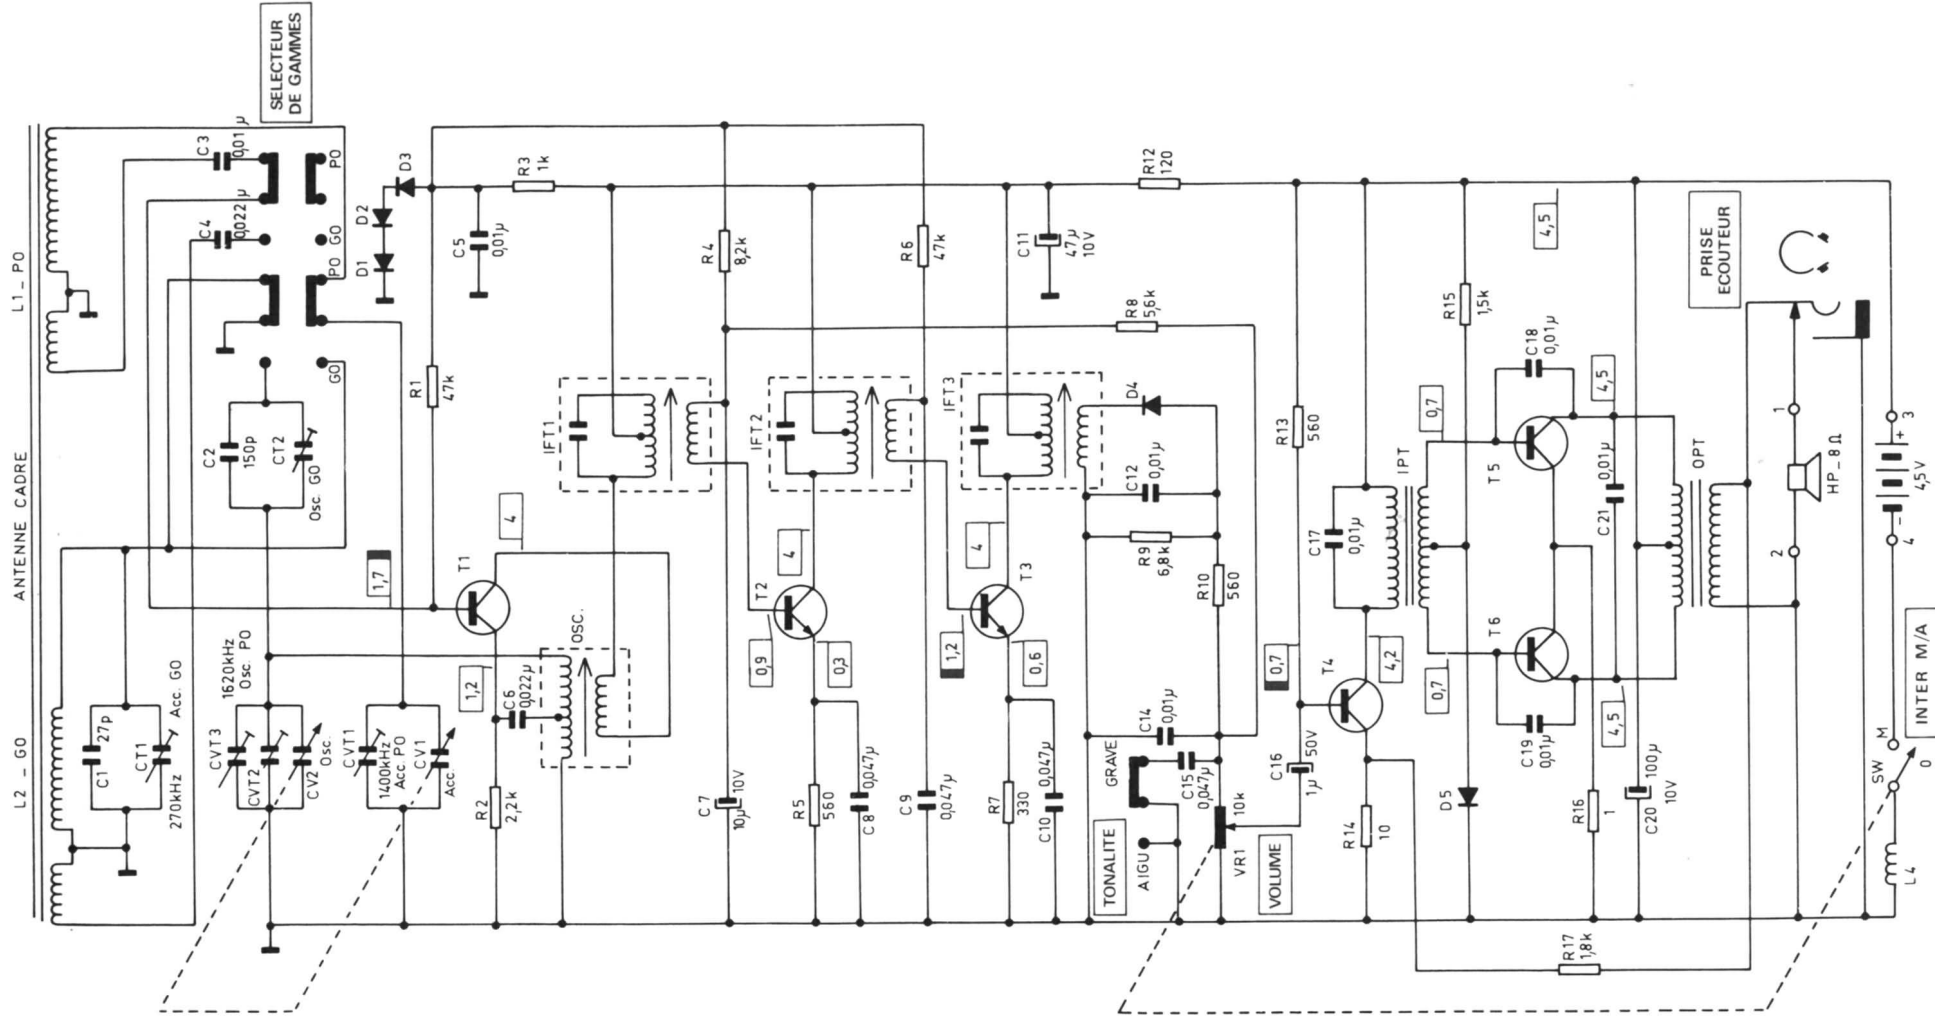 ANTENNE CADRE
L2 _ GO
L1 _ PO
SELECTEUR
DE GAMMES
C1
27p
CT1
270kHz
Acc. GO
C2
150p
CT2
Osc. GO
C3
0,01 µ
C4
0,022 µ
PO
GO
PO
GO
CVT3
1620kHz
Osc. PO
CVT2
CV2
Osc.
CVT1
1400kHz
Acc. PO
CV1
Acc.
D1
D2
D3
R1
47k
C5
0,01µ
R3
1k
1,7
T1
4
1,2
R2
2,2k
C6
0,022µ
OSC.
IFT1
R4
8,2k
C7
10µ
10V
T2
0,9
0,3
4
IFT2
R5
560
C8
0,047µ
R6
47k
C9
0,047µ
T3
1,2
0,6
4
IFT3
R7
330
C10
0,047µ
C11
47µ
10V
R8
5,6k
D4
C12
0,01µ
R9
6,8k
R10
560
R12
120
C14
0,01µ
C15
0,047µ
GRAVE
AIGU
TONALITE
10k
VR1
VOLUME
C16
1µ
50V
R13
560
0,7
T4
4,2
R14
10
C17
0,01µ
IPT
0,7
0,7
R15
1,5k
D5
T5
T6
C18
0,01µ
C19
0,01µ
4,5
4,5
4,5
R16
1
C21
0,01µ
C20
100µ
10V
OPT
R17
1,8k
PRISE
ECOUTEUR
1
2
HP_8Ω
3
+
4,5V
-
4
M
SW
0
INTER M/A
L4